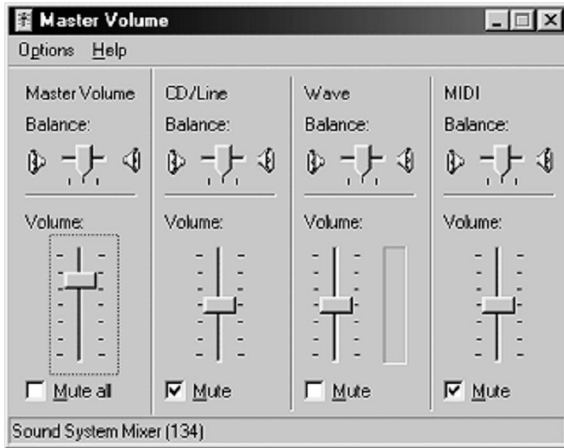 Master Volume
Options Help
Master Volume CD/Line Wave MIDI
Balance: Balance: Balance: Balance:
Volume: Volume: Volume: Volume:
Mute all Mute Mute Mute
Sound System Mixer (134)